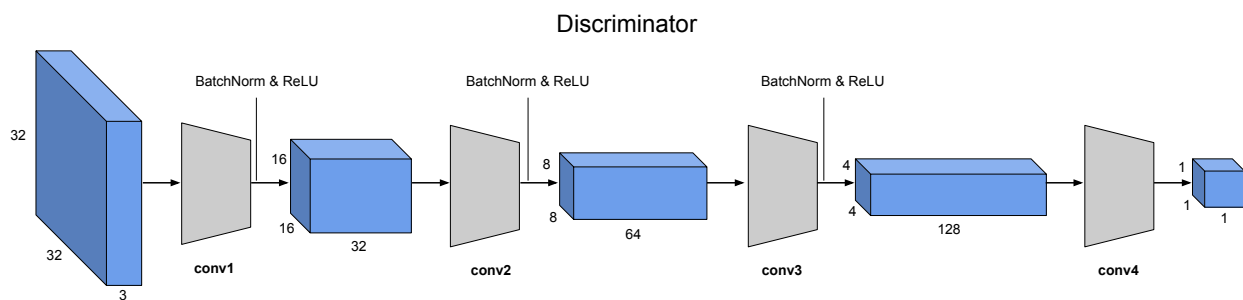 Discriminator
BatchNorm & ReLU
BatchNorm & ReLU
BatchNorm & ReLU
32
32
3
conv1
16
16
32
conv2
8
8
64
conv3
4
4
128
conv4
1
1
1